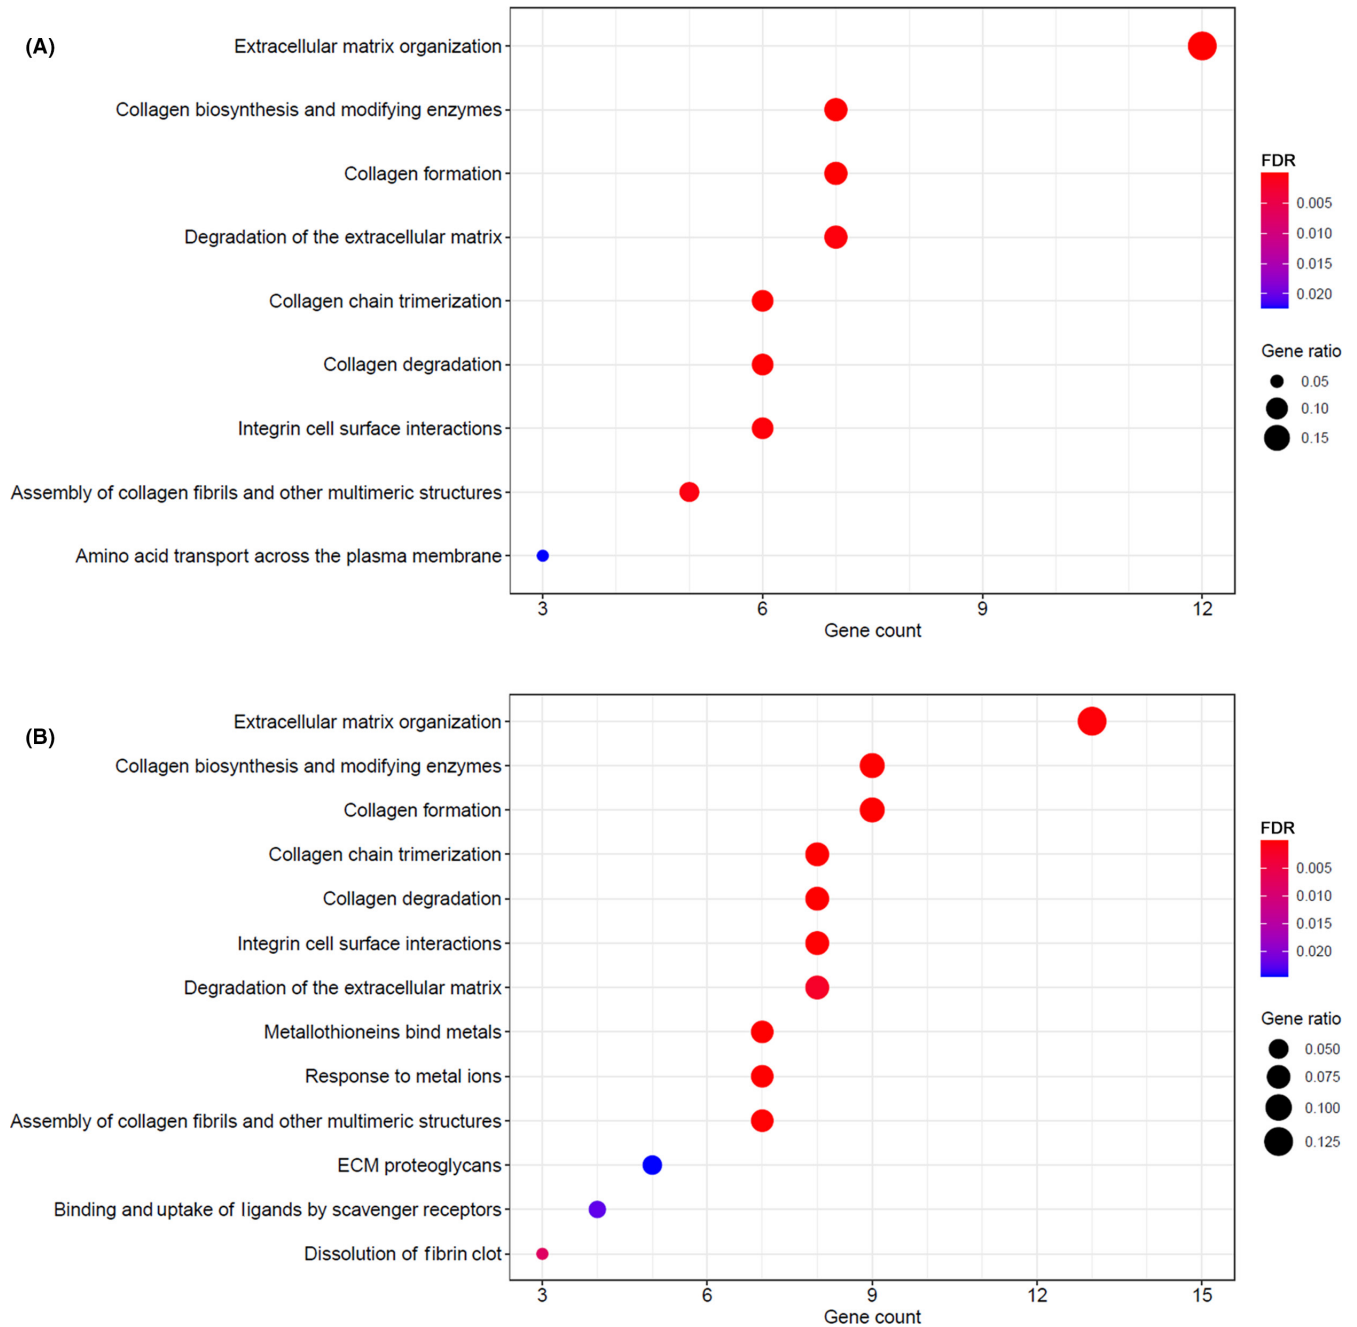 (A)
Extracellular matrix organization
Collagen biosynthesis and modifying enzymes
Collagen formation
Degradation of the extracellular matrix
Collagen chain trimerization
Collagen degradation
Integrin cell surface interactions
Assembly of collagen fibrils and other multimeric structures
Amino acid transport across the plasma membrane
3 6 9 12
Gene count
FDR
0.005
0.010
0.015
0.020
Gene ratio
0.05
0.10
0.15
(B)
Extracellular matrix organization
Collagen biosynthesis and modifying enzymes
Collagen formation
Collagen chain trimerization
Collagen degradation
Integrin cell surface interactions
Degradation of the extracellular matrix
Metallothioneins bind metals
Response to metal ions
Assembly of collagen fibrils and other multimeric structures
ECM proteoglycans
Binding and uptake of ligands by scavenger receptors
Dissolution of fibrin clot
3 6 9 12 15
Gene count
FDR
0.005
0.010
0.015
0.020
Gene ratio
0.050
0.075
0.100
0.125